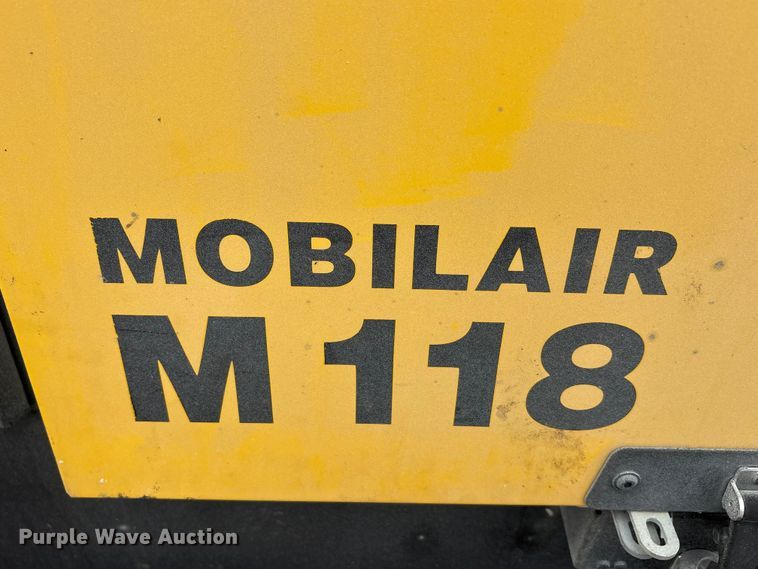 MOBILAIR
M 118
Purple Wave Auction